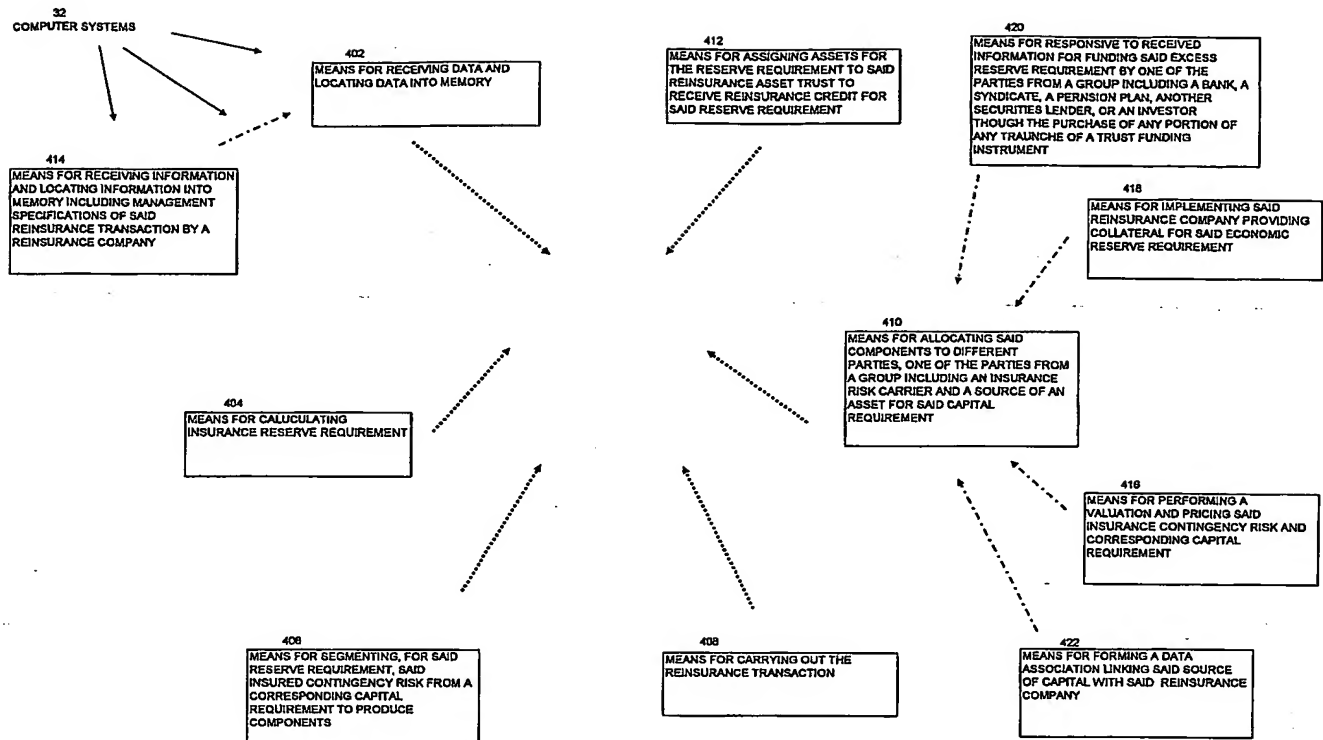 32
COMPUTER SYSTEMS
402
MEANS FOR RECEIVING DATA AND
LOCATING DATA INTO MEMORY
412
MEANS FOR ASSIGNING ASSETS FOR
THE RESERVE REQUIREMENT TO SAID
REINSURANCE ASSET TRUST TO
RECEIVE REINSURANCE CREDIT FOR
SAID RESERVE REQUIREMENT
420
MEANS FOR RESPONSIVE TO RECEIVED
INFORMATION FOR FUNDING SAID EXCESS
RESERVE REQUIREMENT BY ONE OF THE
PARTIES FROM A GROUP INCLUDING A BANK, A
SYNDICATE, A PERNSION PLAN, ANOTHER
SECURITIES LENDER, OR AN INVESTOR
THOUGH THE PURCHASE OF ANY PORTION OF
ANY TRAUNCHE OF A TRUST FUNDING
INSTRUMENT
414
MEANS FOR RECEIVING INFORMATION
AND LOCATING INFORMATION INTO
MEMORY INCLUDING MANAGEMENT
SPECIFICATIONS OF SAID
REINSURANCE TRANSACTION BY A
REINSURANCE COMPANY
418
MEANS FOR IMPLEMENTING SAID
REINSURANCE COMPANY PROVIDING
COLLATERAL FOR SAID ECONOMIC
RESERVE REQUIREMENT
410
MEANS FOR ALLOCATING SAID
COMPONENTS TO DIFFERENT
PARTIES, ONE OF THE PARTIES FROM
A GROUP INCLUDING AN INSURANCE
RISK CARRIER AND A SOURCE OF AN
ASSET FOR SAID CAPITAL
REQUIREMENT
404
MEANS FOR CALUCULATING
INSURANCE RESERVE REQUIREMENT
416
MEANS FOR PERFORMING A
VALUATION AND PRICING SAID
INSURANCE CONTINGENCY RISK AND
CORRESPONDING CAPITAL
REQUIREMENT
406
MEANS FOR SEGMENTING, FOR SAID
RESERVE REQUIREMENT, SAID
INSURED CONTINGENCY RISK FROM A
CORRESPONDING CAPITAL
REQUIREMENT TO PRODUCE
COMPONENTS
408
MEANS FOR CARRYING OUT THE
REINSURANCE TRANSACTION
422
MEANS FOR FORMING A DATA
ASSOCIATION LINKING SAID SOURCE
OF CAPITAL WITH SAID REINSURANCE
COMPANY